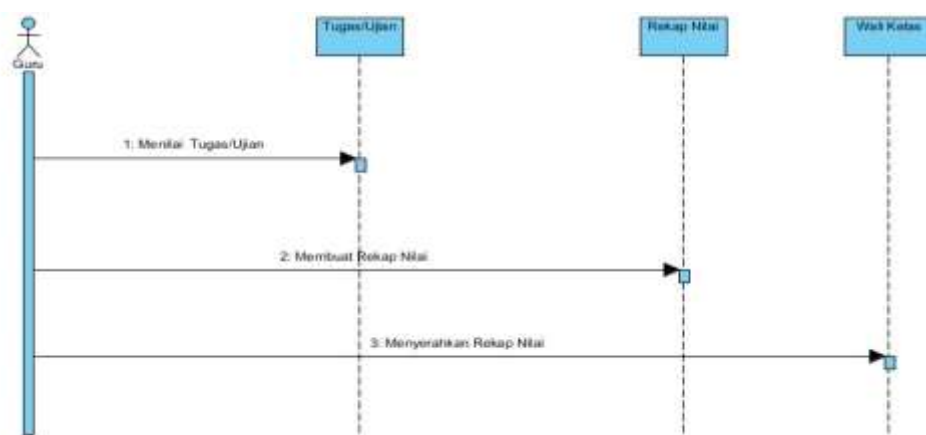 Tugas/Ujian
Rekap Nilai
Wali Kelas
Guru
1: Menilai Tugas/Ujian
2: Membuat Rekap Nilai
3: Menyerahkan Rekap Nilai